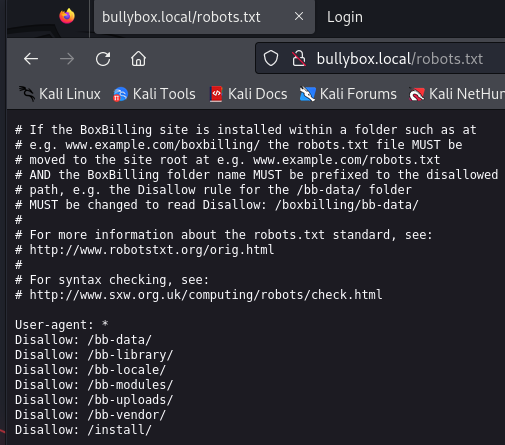 bullybox.local/robots.txt
Login
bullybox.local/robots.txt
Kali Linux Kali Tools Kali Docs Kali Forums Kali NetHun
# If the BoxBilling site is installed within a folder such as at
# e.g. www.example.com/boxbilling/ the robots.txt file MUST be
# moved to the site root at e.g. www.example.com/robots.txt
# AND the BoxBilling folder name MUST be prefixed to the disallowed
# path, e.g. the Disallow rule for the /bb-data/ folder
# MUST be changed to read Disallow: /boxbilling/bb-data/
#
# For more information about the robots.txt standard, see:
# http://www.robotstxt.org/orig.html
#
# For syntax checking, see:
# http://www.sxw.org.uk/computing/robots/check.html
User-agent: *
Disallow: /bb-data/
Disallow: /bb-library/
Disallow: /bb-locale/
Disallow: /bb-modules/
Disallow: /bb-uploads/
Disallow: /bb-vendor/
Disallow: /install/